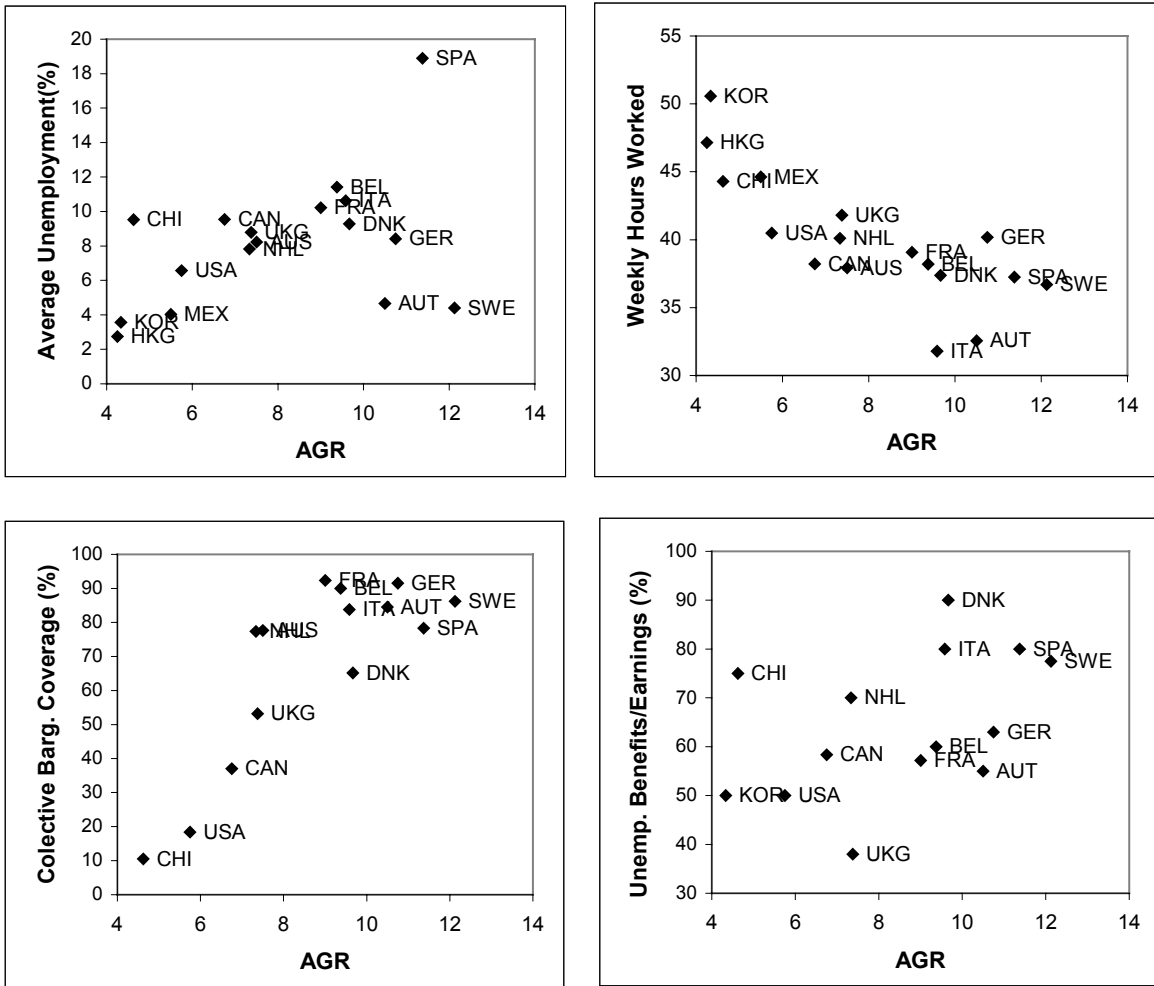 Average Unemployment(%)
20
18
16
14
12
10
8
6
4
2
0
SPA
BEL
ITA
FRA
CHI
CAN
UKG
DNK
AUS
GER
NHL
USA
AUT
SWE
MEX
KOR
HKG
4 6 8 10 12 14
AGR
Weekly Hours Worked
55
50
45
40
35
30
KOR
HKG
CHI
MEX
UKG
USA
NHL
GER
FRA
CAN
AUS
BEL
DNK
SPA
SWE
AUT
ITA
4 6 8 10 12 14
AGR
Colective Barg. Coverage (%)
100
90
80
70
60
50
40
30
20
10
0
FRA
GER
BEL
ITA
AUT
SWE
NHL
AUS
SPA
DNK
UKG
CAN
USA
CHI
4 6 8 10 12 14
AGR
Unemp. Benefits/Earnings (%)
100
90
80
70
60
50
40
30
DNK
ITA
SPA
SWE
CHI
NHL
GER
BEL
CAN
FRA
AUT
KOR
USA
UKG
4 6 8 10 12 14
AGR